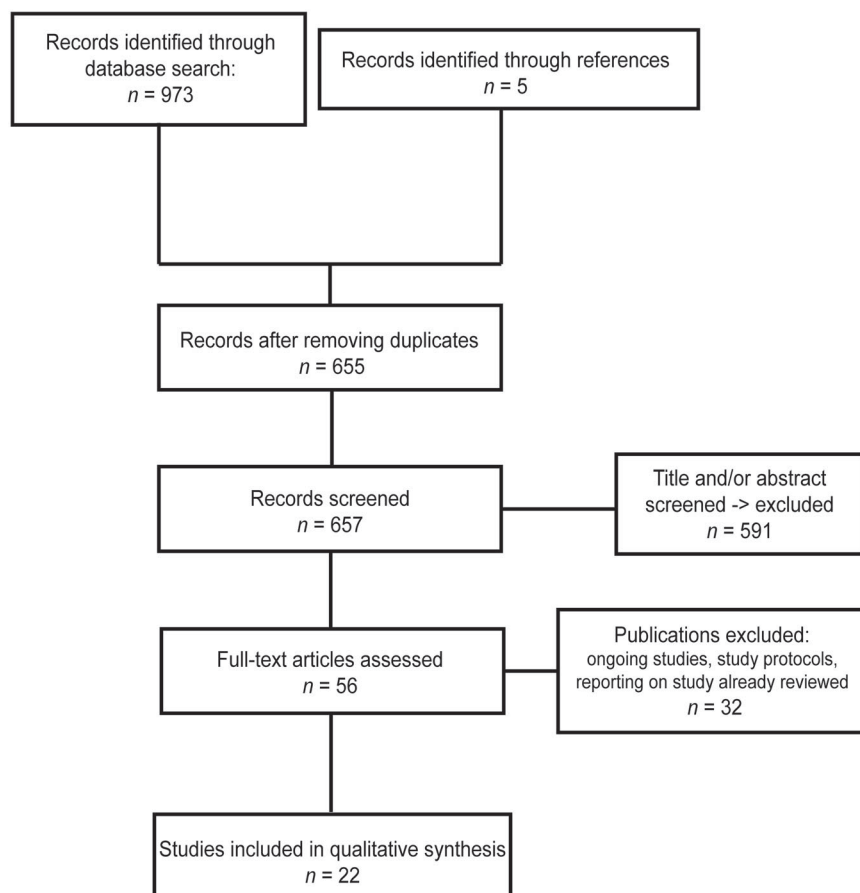 Records identified through
database search:
n = 973
Records identified through references
n = 5
Records after removing duplicates
n = 655
Records screened
n = 657
Title and/or abstract
screened -> excluded
n = 591
Full-text articles assessed
n = 56
Publications excluded:
ongoing studies, study protocols,
reporting on study already reviewed
n = 32
Studies included in qualitative synthesis
n = 22